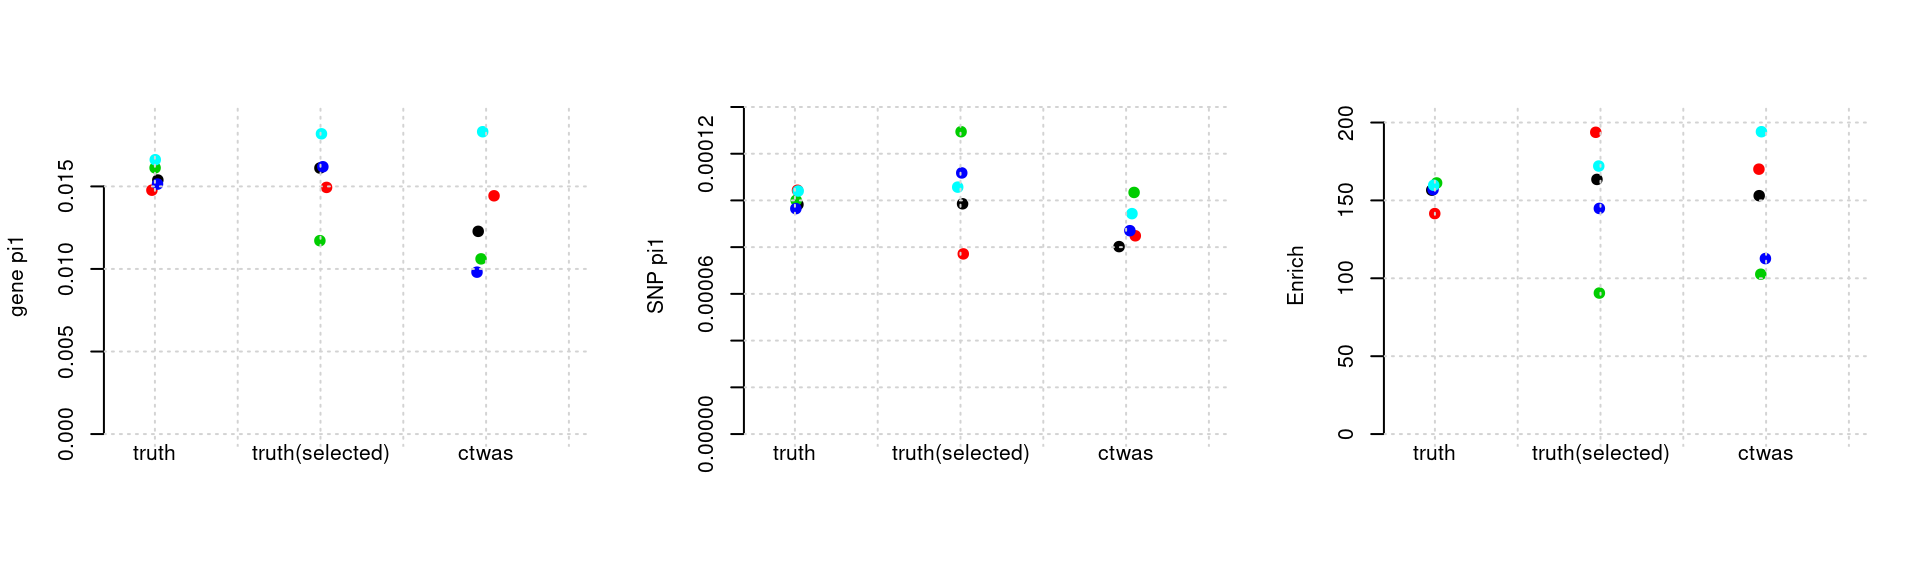 gene pi1
0.015
0.010
0.005
0.000
truth truth(selected) ctwas
SNP pi1
0.00012
0.00006
0.00000
truth truth(selected) ctwas
Enrich
200
150
100
50
0
truth truth(selected) ctwas